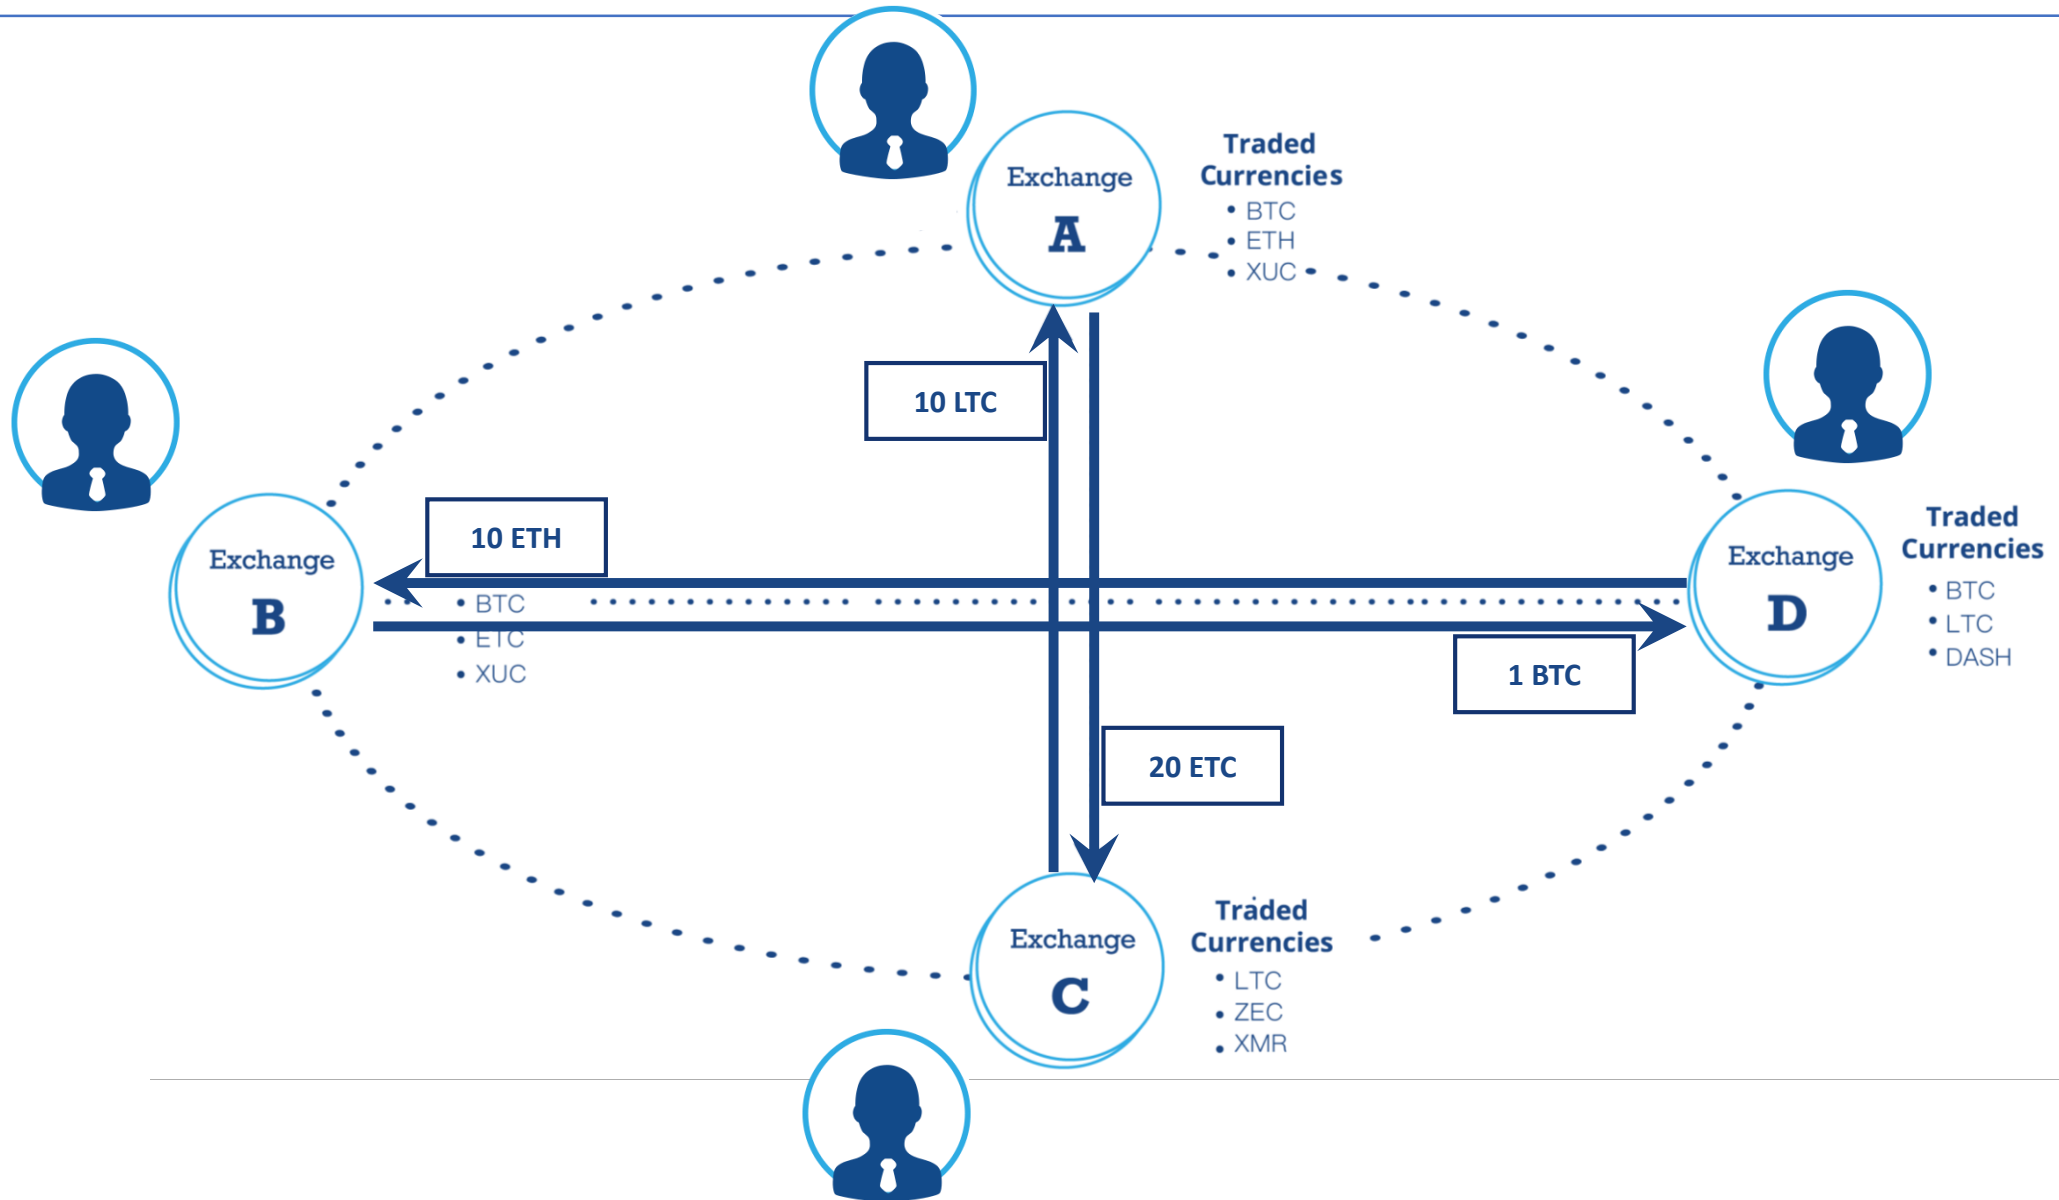 Exchange
A
Traded
Currencies
• BTC
• ETH
• XUC
10 LTC
10 ETH
Exchange
B
• BTC
• ETC
• XUC
Exchange
D
Traded
Currencies
• BTC
• LTC
• DASH
1 BTC
20 ETC
Exchange
C
Traded
Currencies
• LTC
• ZEC
• XMR